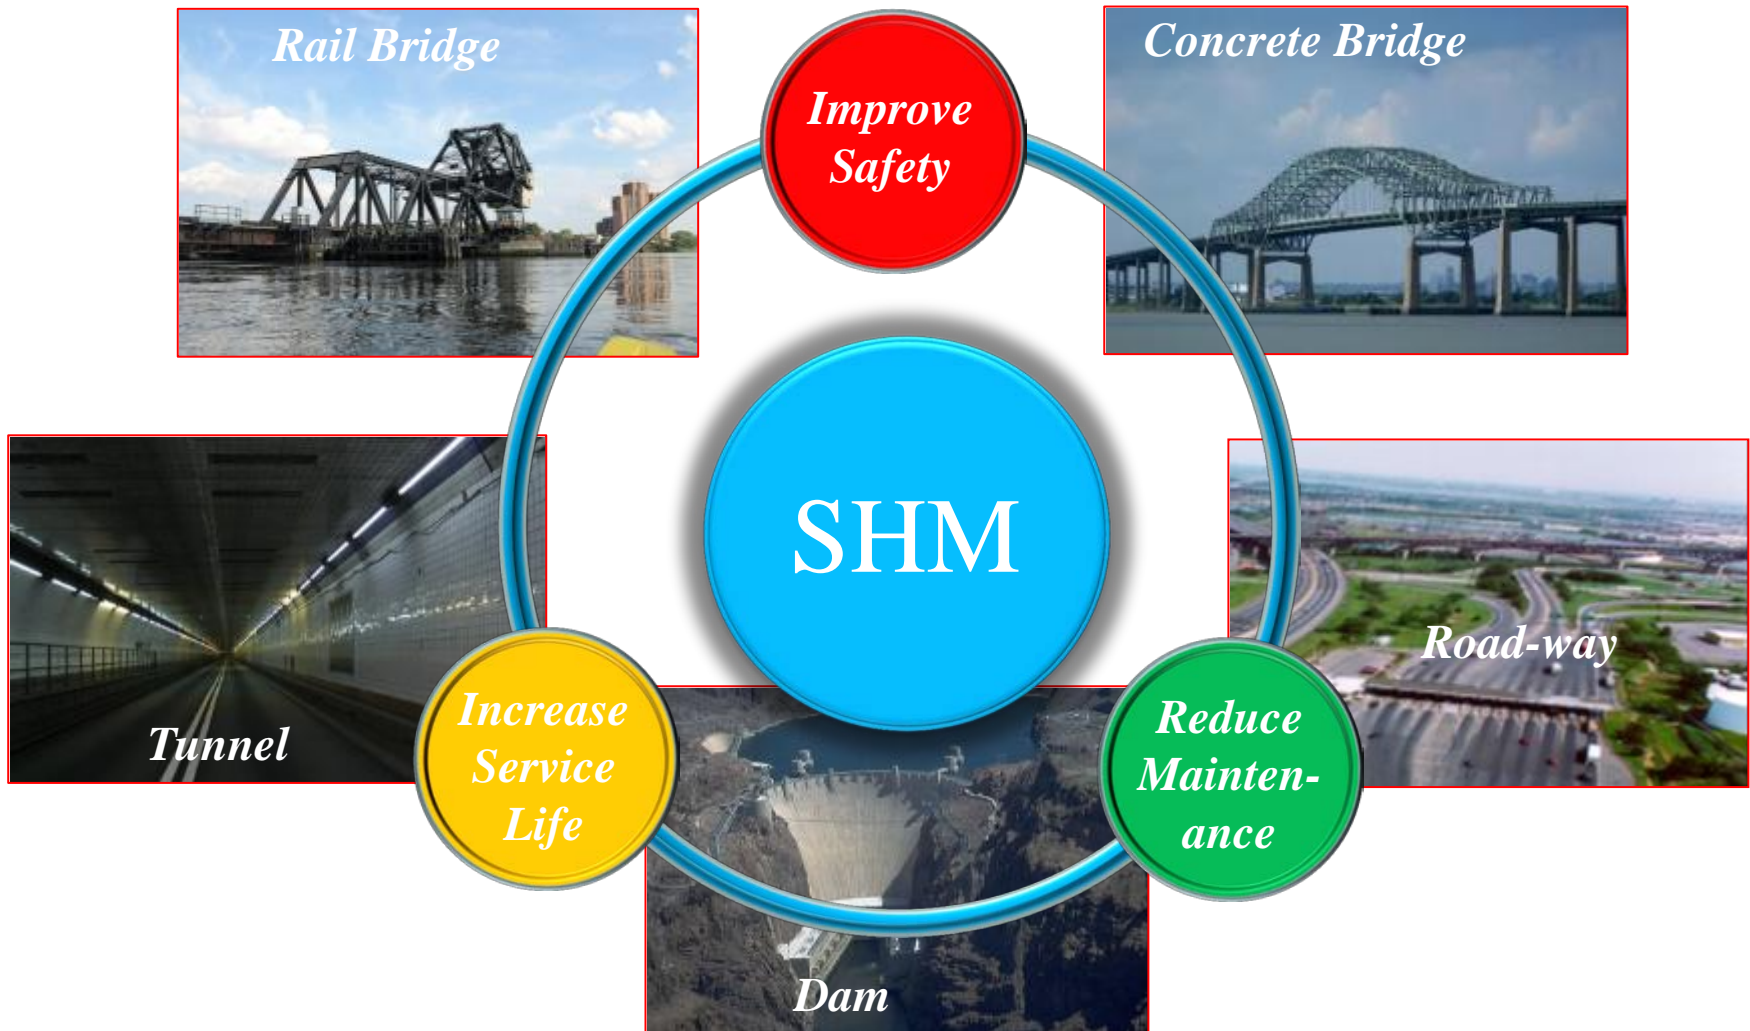 Rail Bridge
Concrete Bridge
Improve
Safety
SHM
Tunnel
Road-way
Increase
Service
Life
Reduce
Mainten-
ance
Dam